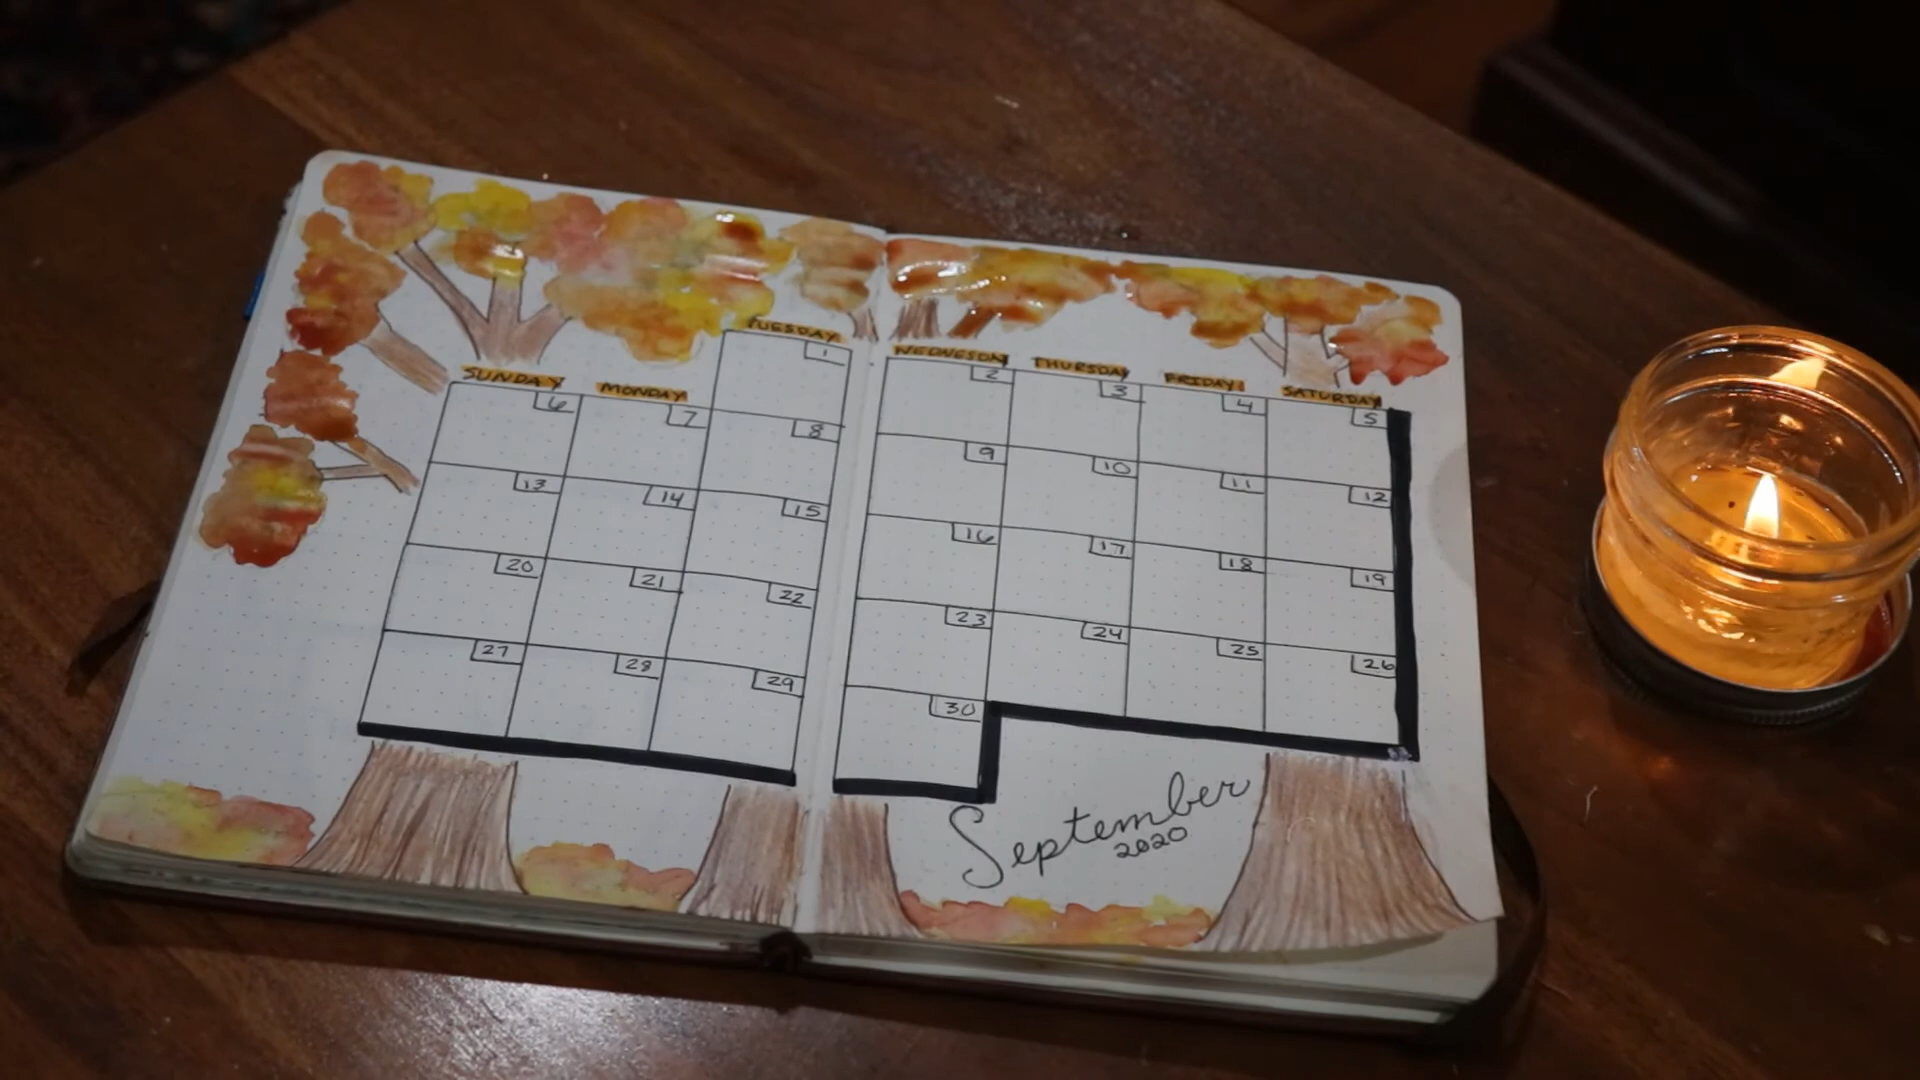 TUESDAY
WEDNESDAY THURSDAY FRIDAY SATURDAY
SUNDAY MONDAY
1 2 3 4 5
6 7 8 9 10 11 12
13 14 15 16 17 18 19
20 21 22 23 24 25 26
27 28 29 30
September
2020